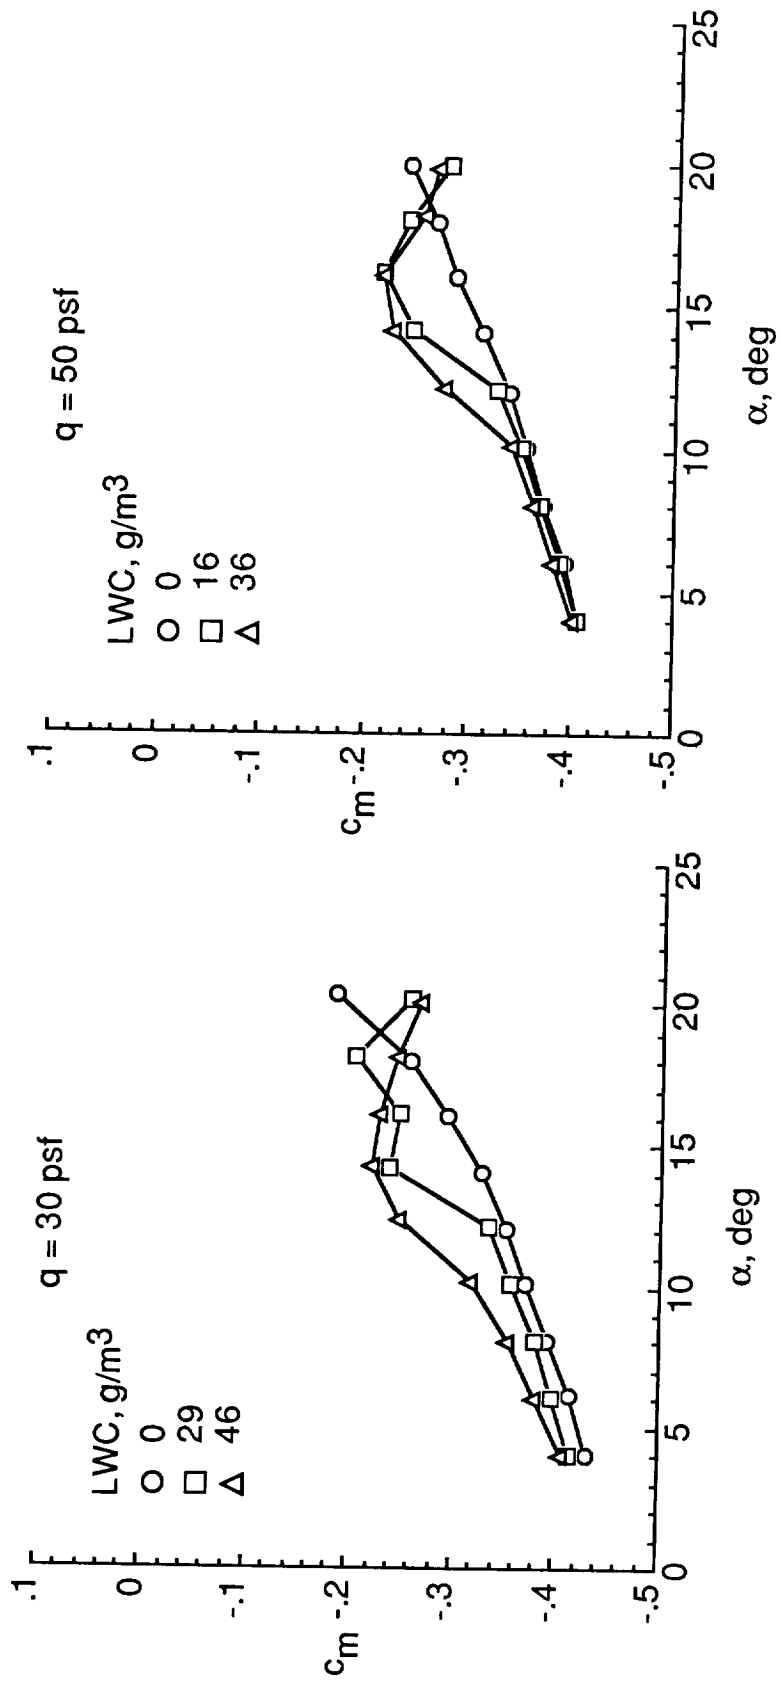 q = 30 psf
LWC, g/m3
0
29
46
.1
0
-.1
cm -.2
-.3
-.4
-.5
0 5 10 15 20 25
α, deg
q = 50 psf
LWC, g/m3
0
16
36
.1
0
-.1
cm -.2
-.3
-.4
-.5
0 5 10 15 20 25
α, deg